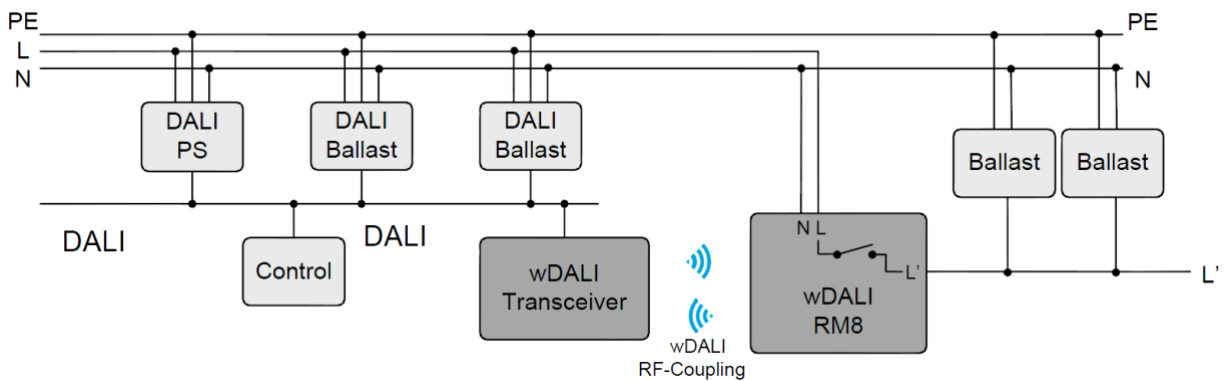 PE
PE
L
N
N
DALI
PS
DALI
Ballast
DALI
Ballast
Ballast
Ballast
DALI
DALI
Control
wDALI
Transceiver
wDALI
RF-Coupling
N L
L'
wDALI
RM8
L'